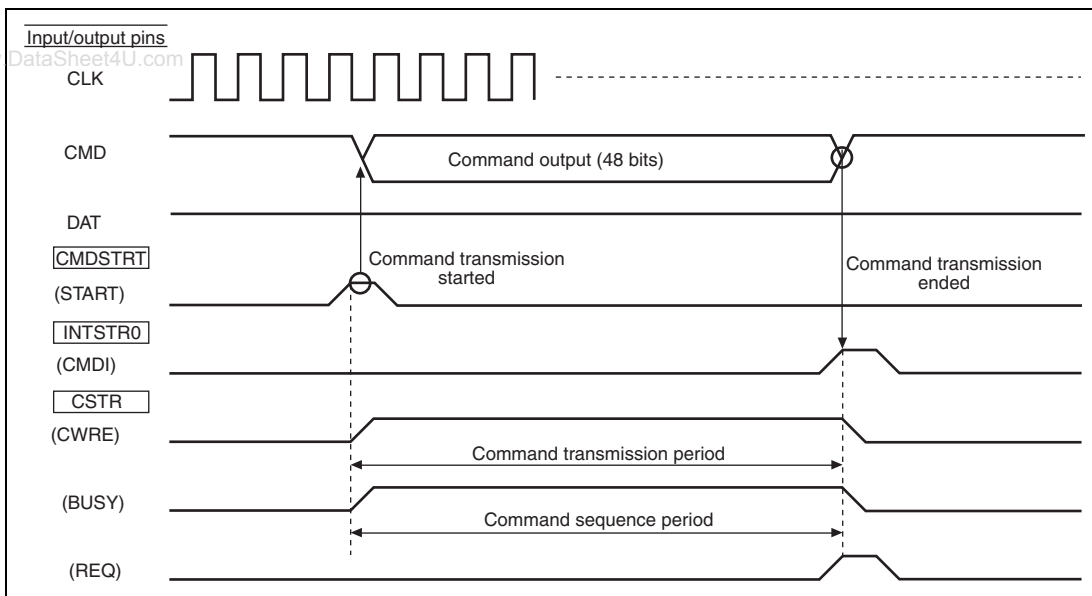 Input/output pins
DataSheet4U.com
CLK
CMD
Command output (48 bits)
DAT
CMDSTRT
(START)
Command transmission
started
Command transmission
ended
INTSTR0
(CMDI)
CSTR
(CWRE)
Command transmission period
(BUSY)
Command sequence period
(REQ)